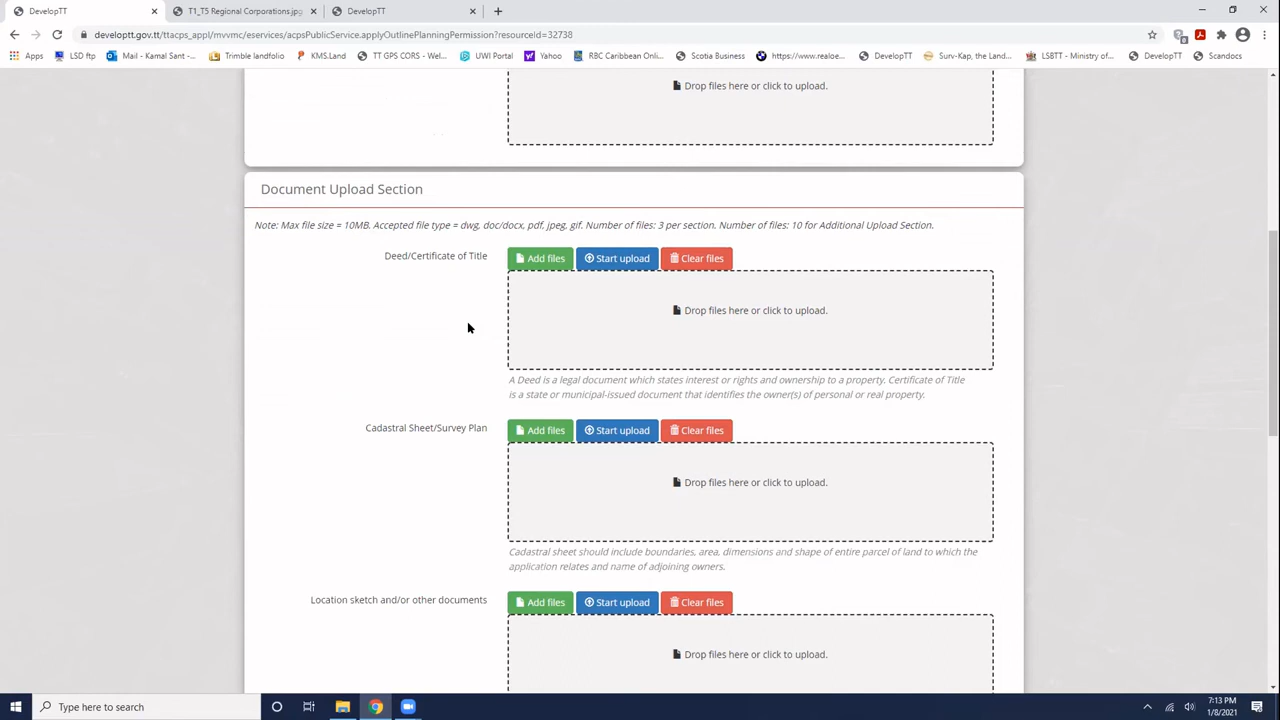 DevelopTT
T1_T5 Regional Corporations.jpg
DevelopTT
developtt.gov.tt/ttacps_appl/mvvmc/eservices/acpsPublicService.applyOutlinePlanningPermission?resourceId=32738
Apps
LSD ftp
Mail - Kamal Sant -...
Trimble landfolio
KMS.Land
TT GPS CORS - Wel...
UWI Portal
Yahoo
RBC Caribbean Onli...
Scotia Business
https://www.realoe...
DevelopTT
Surv-Kap, the Land...
LSBTT - Ministry of...
DevelopTT
Scandocs
Drop files here or click to upload.
Document Upload Section
Note: Max file size = 10MB. Accepted file type = dwg, doc/docx, pdf, jpeg, gif. Number of files: 3 per section. Number of files: 10 for Additional Upload Section.
Deed/Certificate of Title
Add files
Start upload
Clear files
Drop files here or click to upload.
A Deed is a legal document which states interest or rights and ownership to a property. Certificate of Title
is a state or municipal-issued document that identifies the owner(s) of personal or real property.
Cadastral Sheet/Survey Plan
Add files
Start upload
Clear files
Drop files here or click to upload.
Cadastral sheet should include boundaries, area, dimensions and shape of entire parcel of land to which the
application relates and name of adjoining owners.
Location sketch and/or other documents
Add files
Start upload
Clear files
Drop files here or click to upload.
Type here to search
7:13 PM
1/8/2021